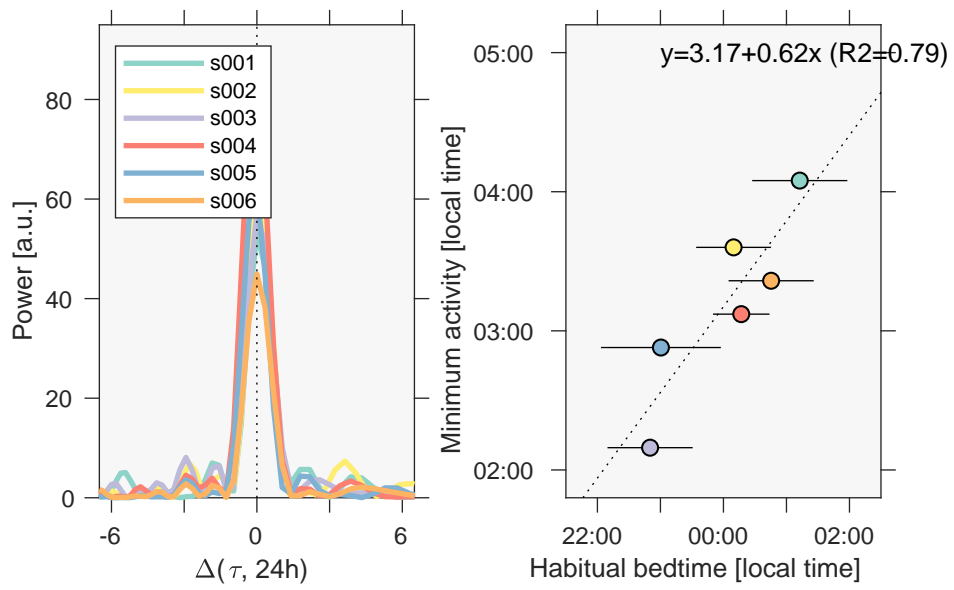 Power [a.u.]
80
60
40
20
0
s001
s002
s003
s004
s005
s006
-6
0
6
Δ(τ, 24h)
Minimum activity [local time]
05:00
04:00
03:00
02:00
y=3.17+0.62x (R2=0.79)
22:00
00:00
02:00
Habitual bedtime [local time]